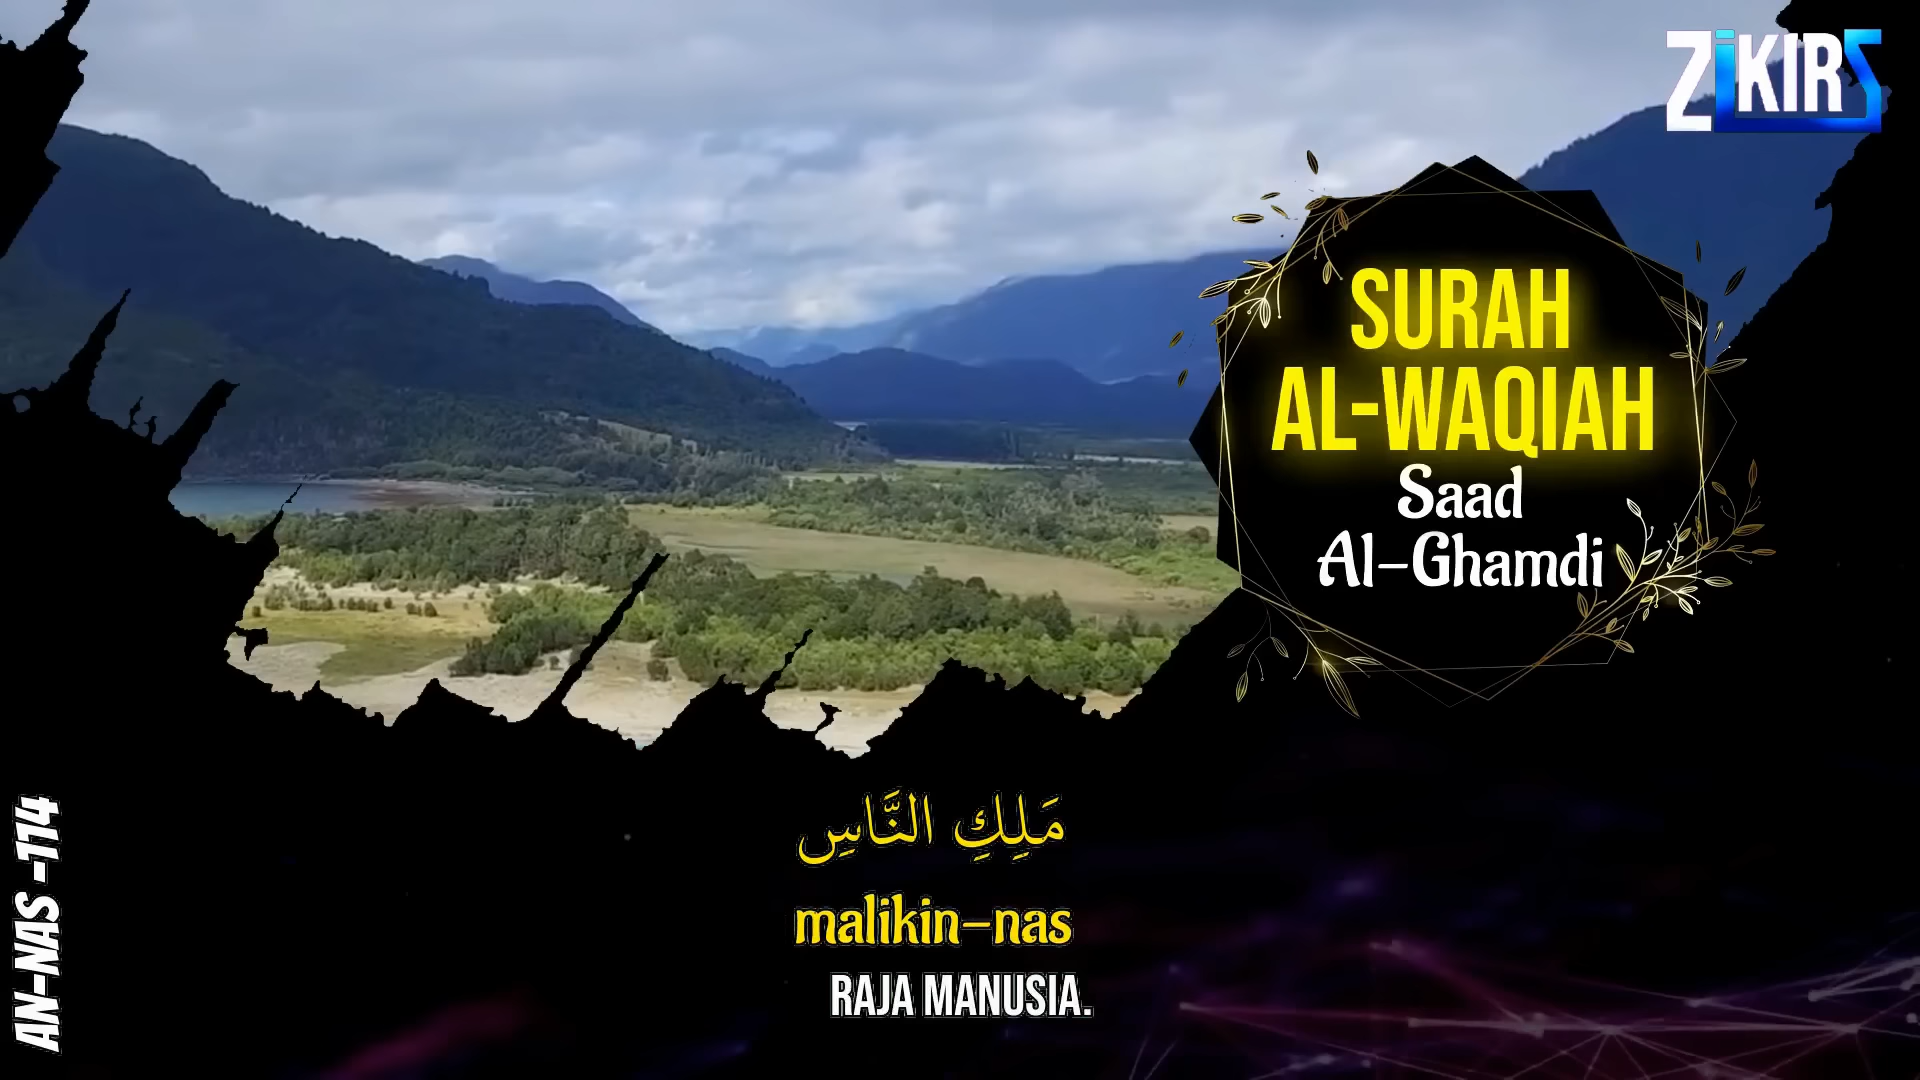 ZiKIRS
SURAH
AL-WAQIAH
Saad
Al-Ghamdi
مَلِكِ النَّاسِ
malikin-nas
RAJA MANUSIA.
AN-NAS -114